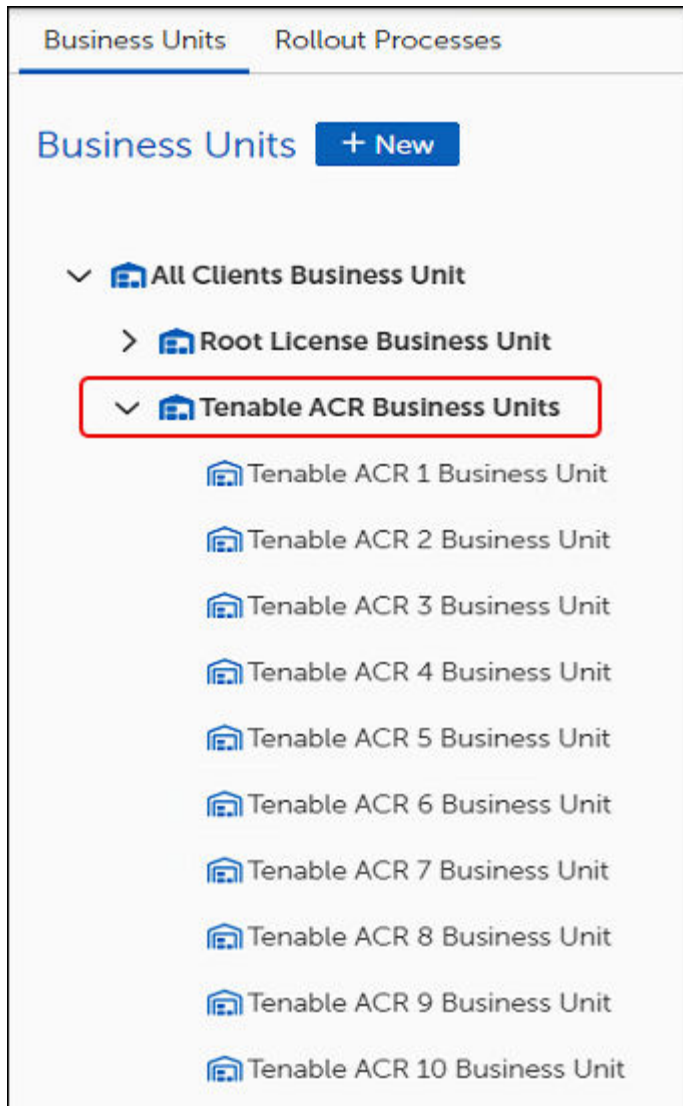 Business Units Rollout Processes
Business Units + New
All Clients Business Unit
Root License Business Unit
Tenable ACR Business Units
Tenable ACR 1 Business Unit
Tenable ACR 2 Business Unit
Tenable ACR 3 Business Unit
Tenable ACR 4 Business Unit
Tenable ACR 5 Business Unit
Tenable ACR 6 Business Unit
Tenable ACR 7 Business Unit
Tenable ACR 8 Business Unit
Tenable ACR 9 Business Unit
Tenable ACR 10 Business Unit